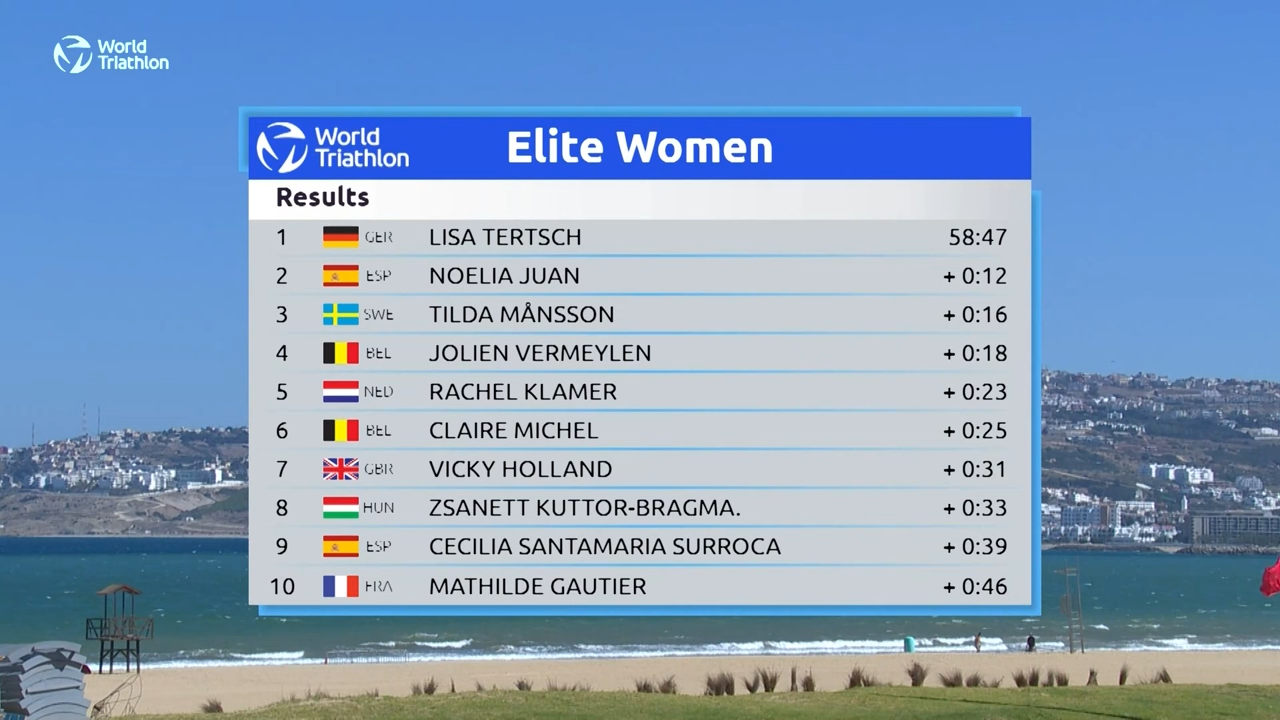 World
Triathlon
World
Triathlon
Elite Women
Results
1 GER LISA TERTSCH 58:47
2 ESP NOELIA JUAN + 0:12
3 SWE TILDA MÅNSSON + 0:16
4 BEL JOLIEN VERMEYLEN + 0:18
5 NED RACHEL KLAMER + 0:23
6 BEL CLAIRE MICHEL + 0:25
7 GBR VICKY HOLLAND + 0:31
8 HUN ZSANETT KUTTOR-BRAGMA. + 0:33
9 ESP CECILIA SANTAMARIA SURROCA + 0:39
10 FRA MATHILDE GAUTIER + 0:46